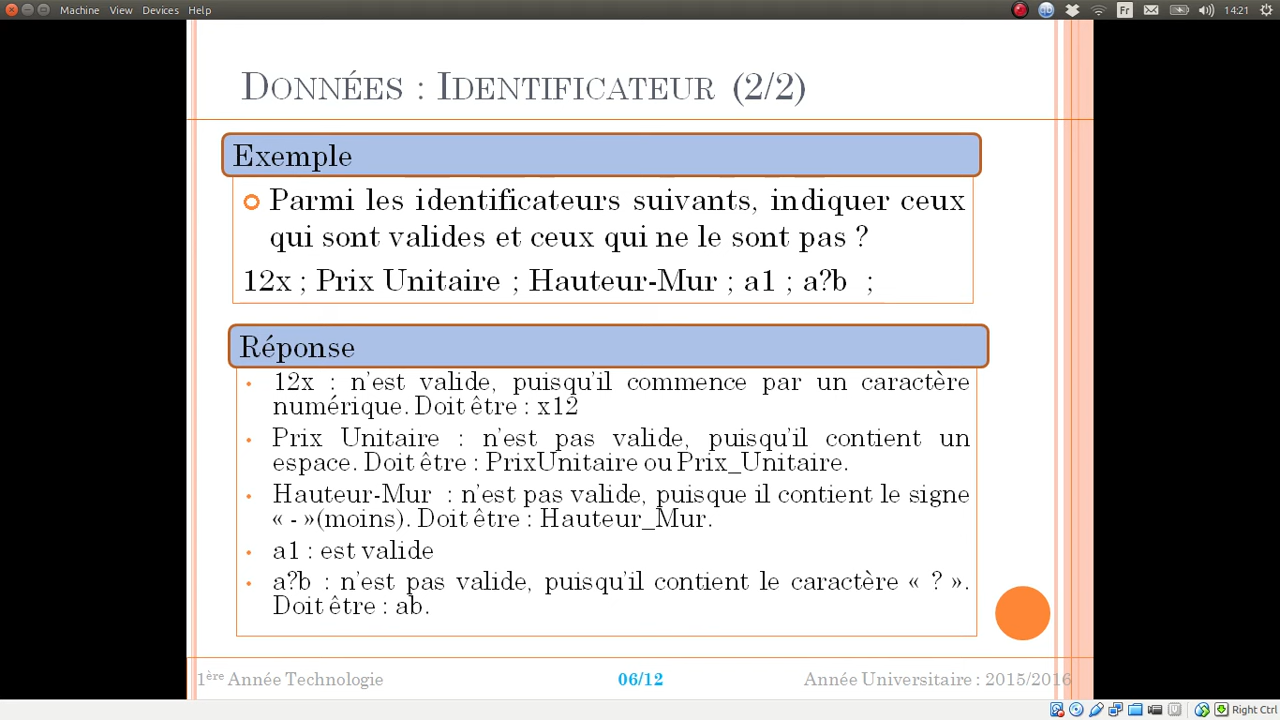 Machine View Devices Help
Fr
14:21
DONNÉES : IDENTIFICATEUR (2/2)
Exemple
Parmi les identificateurs suivants, indiquer ceux
qui sont valides et ceux qui ne le sont pas ?
12x ; Prix Unitaire ; Hauteur-Mur ; a1 ; a?b ;
Réponse
• 12x : n'est valide, puisqu'il commence par un caractère
numérique. Doit être : x12
• Prix Unitaire : n'est pas valide, puisqu'il contient un
espace. Doit être : PrixUnitaire ou Prix_Unitaire.
• Hauteur-Mur : n'est pas valide, puisque il contient le signe
« - »(moins). Doit être : Hauteur_Mur.
• a1 : est valide
• a?b : n'est pas valide, puisqu'il contient le caractère « ? ».
Doit être : ab.
1ère Année Technologie
06/12
Année Universitaire : 2015/2016
Right Ctrl